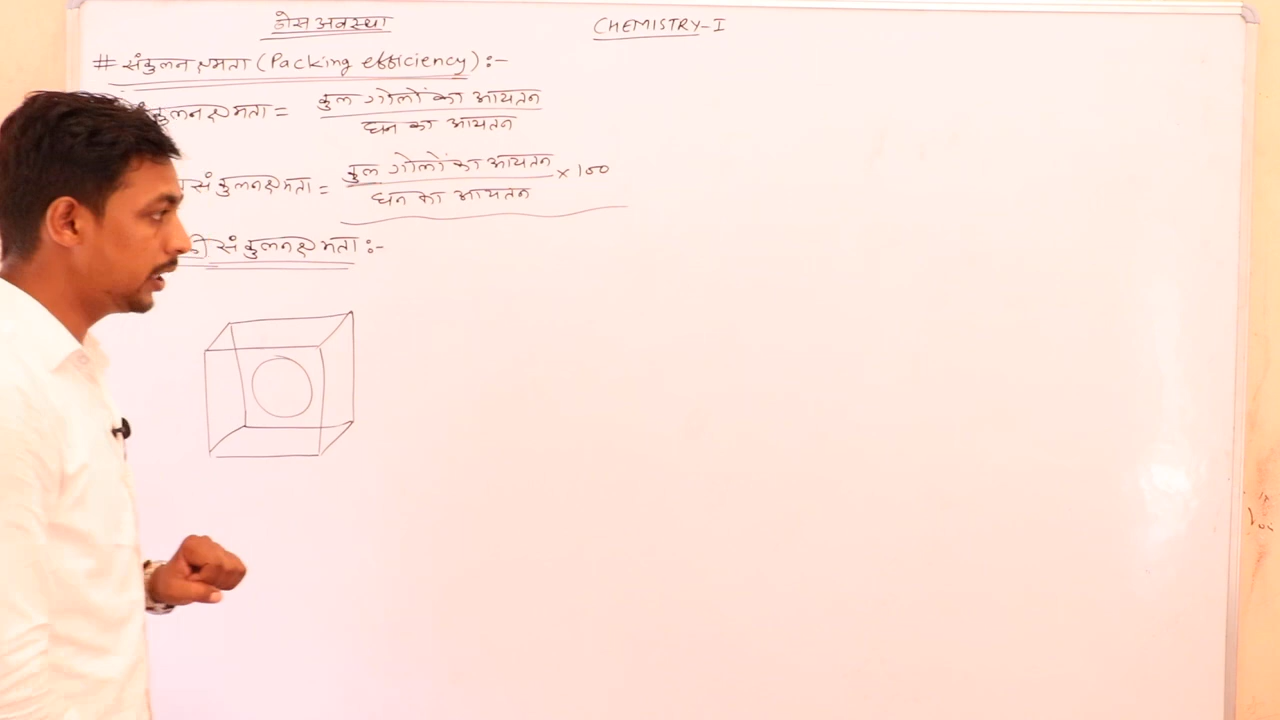 ठोस अवस्था
CHEMISTRY-I
# संकुलन क्षमता (Packing efficiency) :-
संकुलन क्षमता = कुल गोलों का आयतन
घन का आयतन
संकुलन क्षमता = कुल गोलों का आयतन × 100
घन का आयतन
की संकुलन क्षमता :-